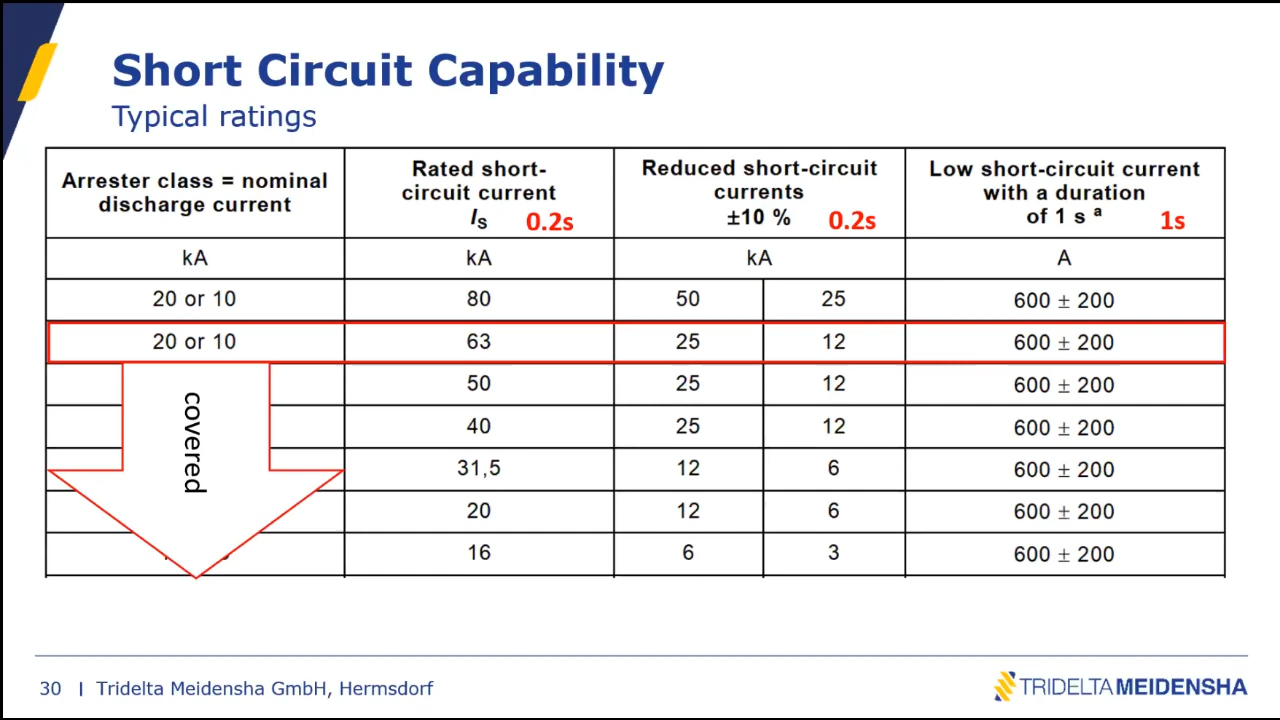 Short Circuit Capability
Typical ratings
Arrester class = nominal
discharge current
Rated short-
circuit current
IS 0.2s
Reduced short-circuit
currents
±10 % 0.2s
Low short-circuit current
with a duration
of 1 s a 1s
kA kA kA A
20 or 10 80 50 25 600 ± 200
20 or 10 63 25 12 600 ± 200
50 25 12 600 ± 200
40 25 12 600 ± 200
31,5 12 6 600 ± 200
20 12 6 600 ± 200
16 6 3 600 ± 200
covered
30 I Tridelta Meidensha GmbH, Hermsdorf
TRIDELTAMEIDENSHA